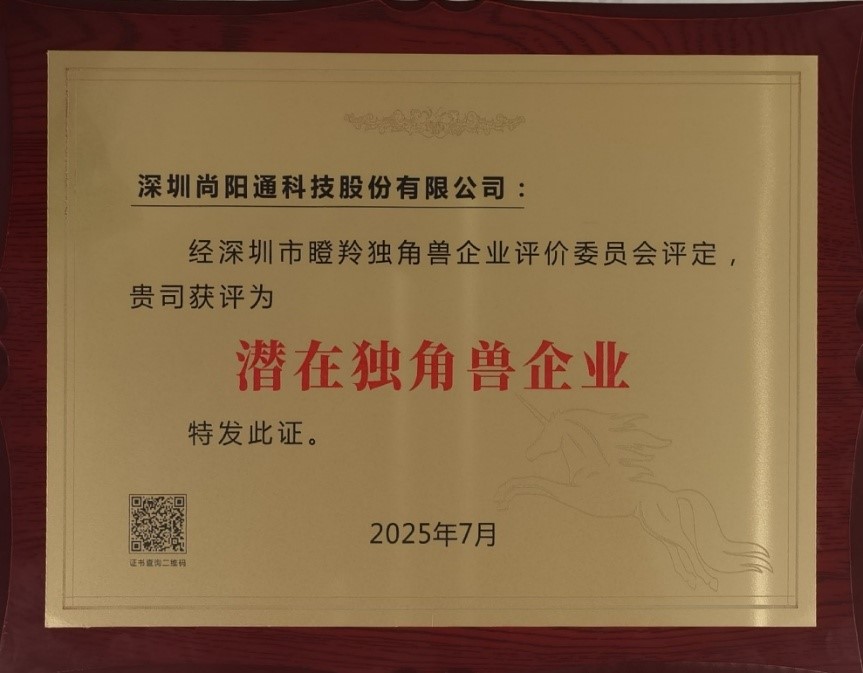 深圳尚阳通科技股份有限公司：
经深圳市瞪羚独角兽企业评价委员会评定，
贵司获评为
潜在独角兽企业
特发此证。
2025年7月
证书查询二维码